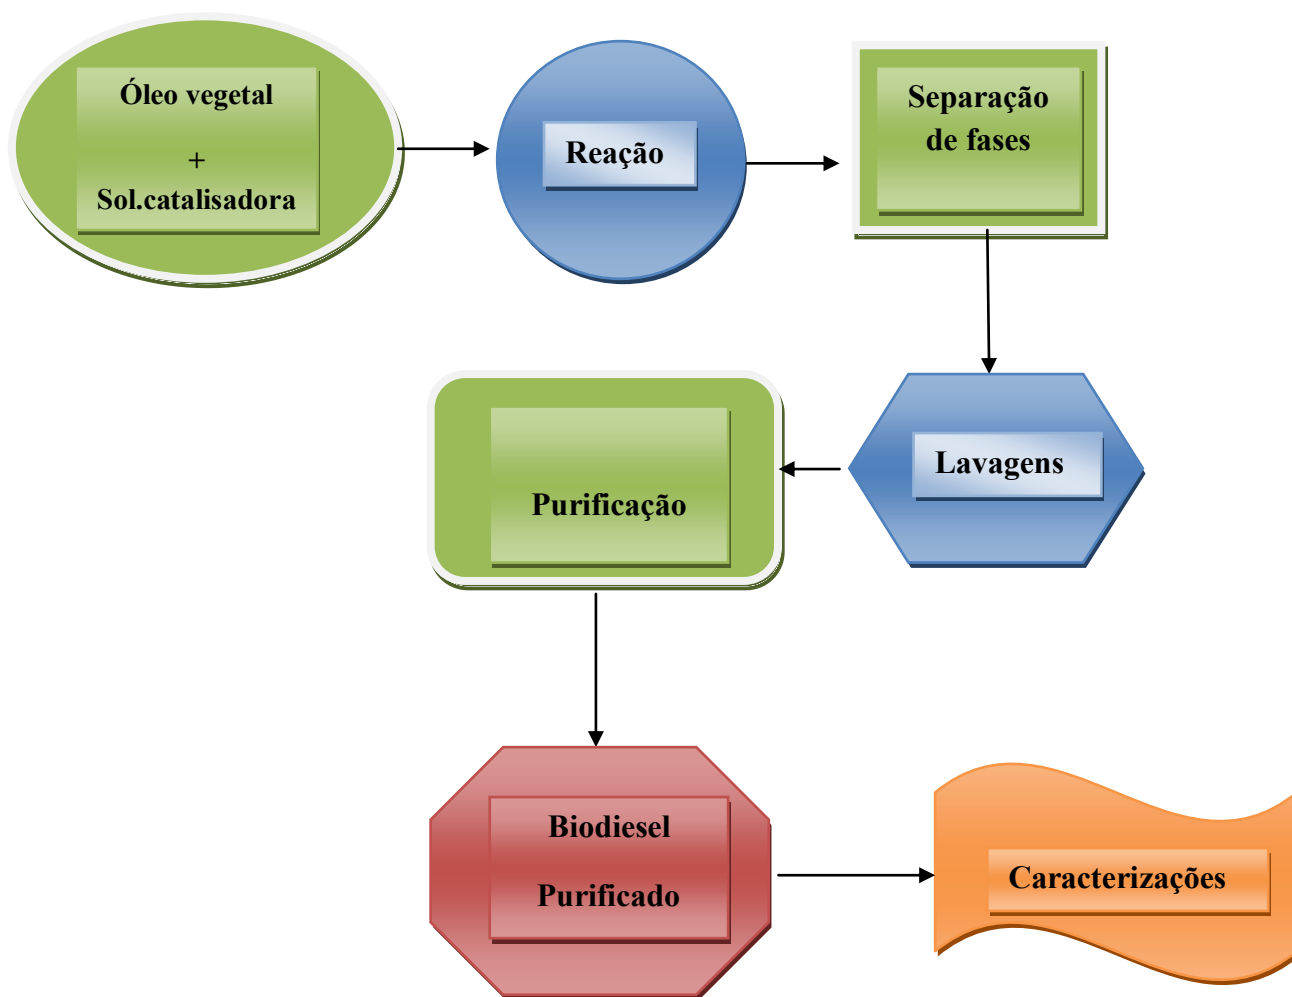 Óleo vegetal
+
Sol.catalisadora
Reação
Separação
de fases
Lavagens
Purificação
Biodiesel
Purificado
Caracterizações